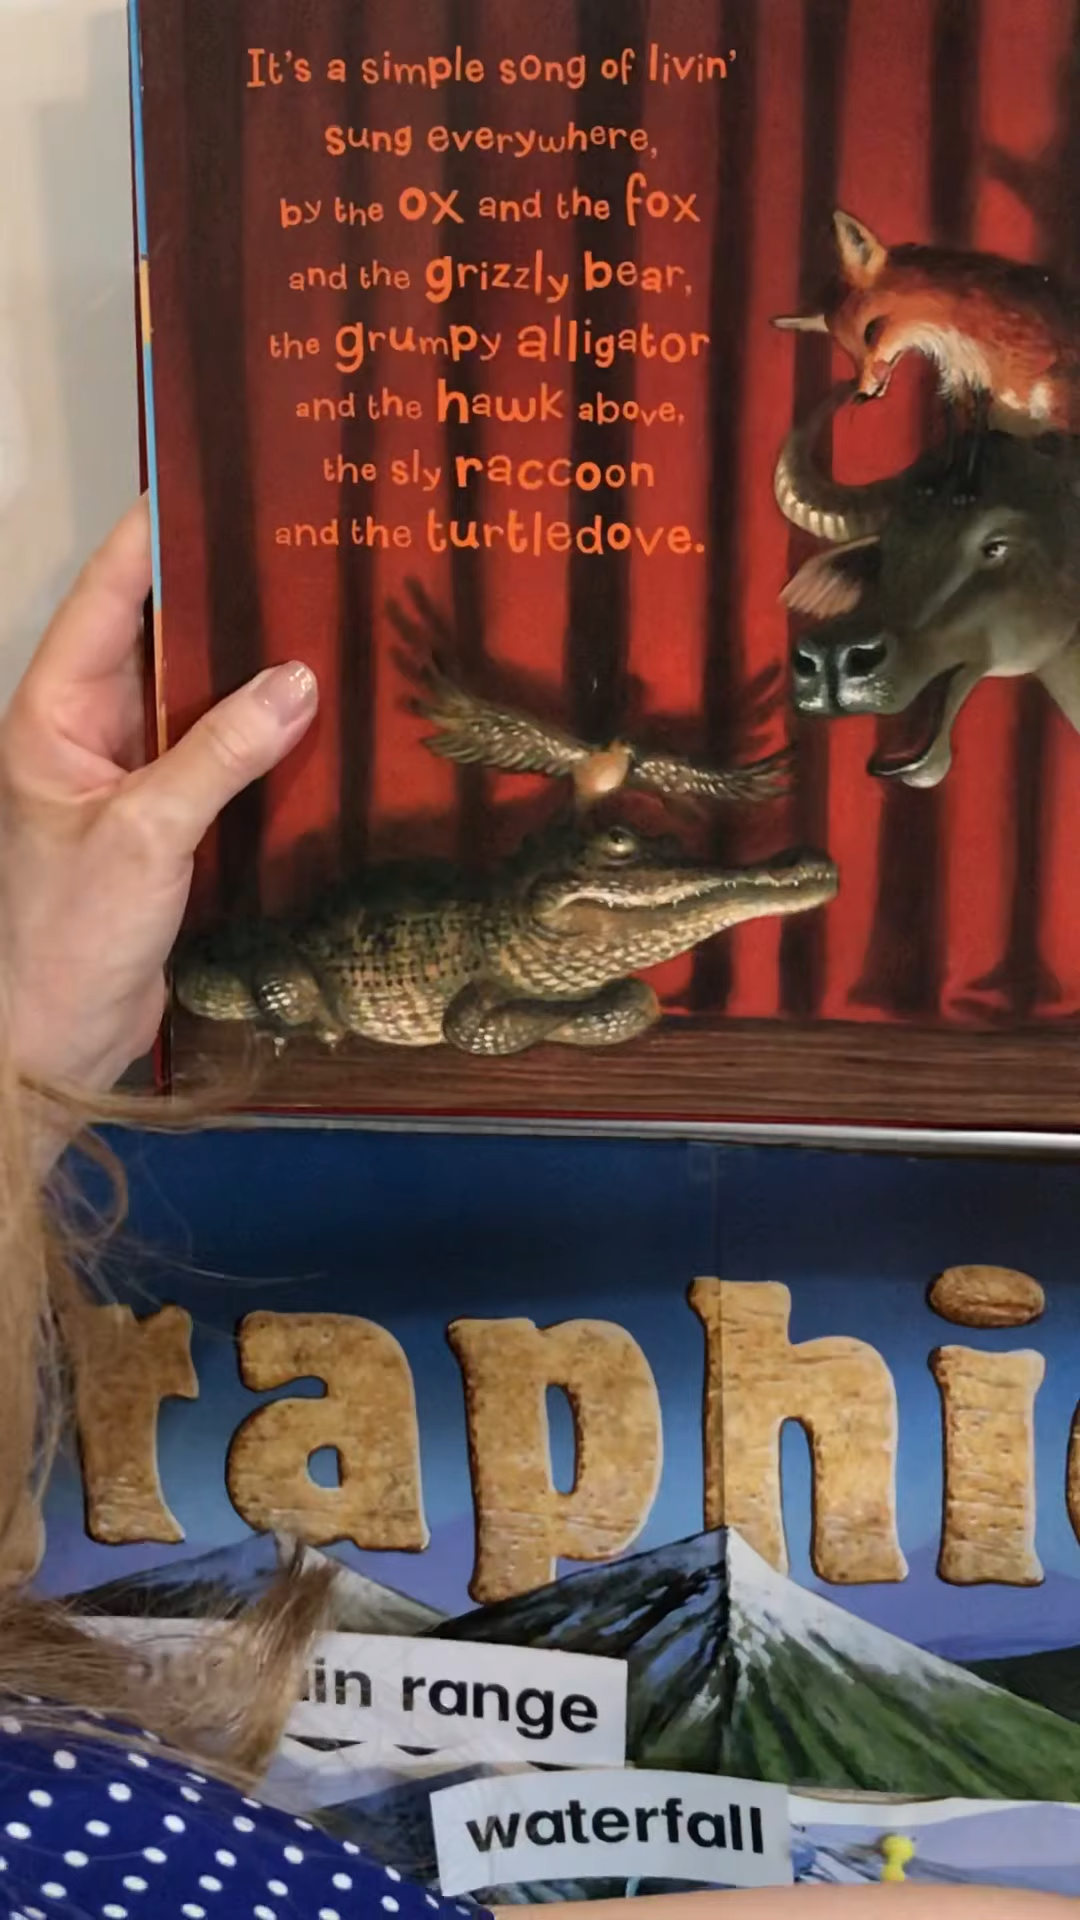 It's a simple song of livin'
sung everywhere,
by the ox and the fox
and the grizzly bear,
the grumpy alligator
and the hawk above,
the sly raccoon
and the turtledove.
raphi
in range
waterfall